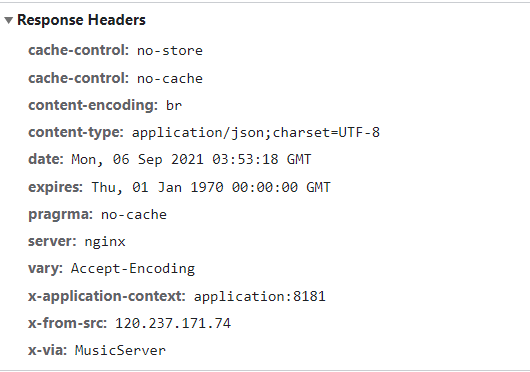 Response Headers
cache-control: no-store
cache-control: no-cache
content-encoding: br
content-type: application/json;charset=UTF-8
date: Mon, 06 Sep 2021 03:53:18 GMT
expires: Thu, 01 Jan 1970 00:00:00 GMT
pragrma: no-cache
server: nginx
vary: Accept-Encoding
x-application-context: application:8181
x-from-src: 120.237.171.74
x-via: MusicServer